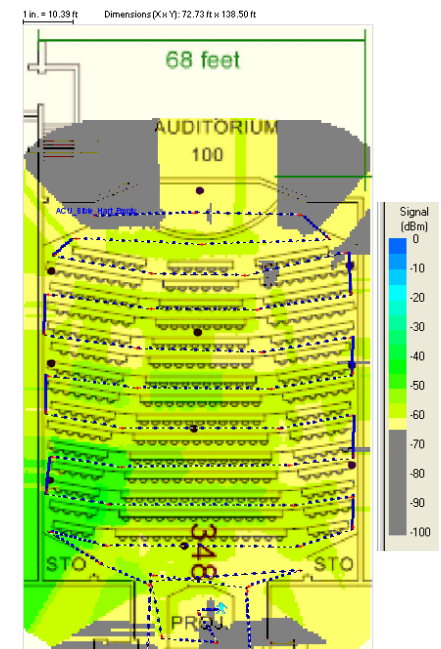 1 in. = 10.39 ft Dimensions (X x Y): 72.73 ft x 138.50 ft
68 feet
AUDITORIUM
100
ACU_Bible_Hart_Bordc
Signal
(dBm)
0
-10
-20
-30
-40
-50
-60
-70
-80
-90
-100
348
STO
STO
PROJ.